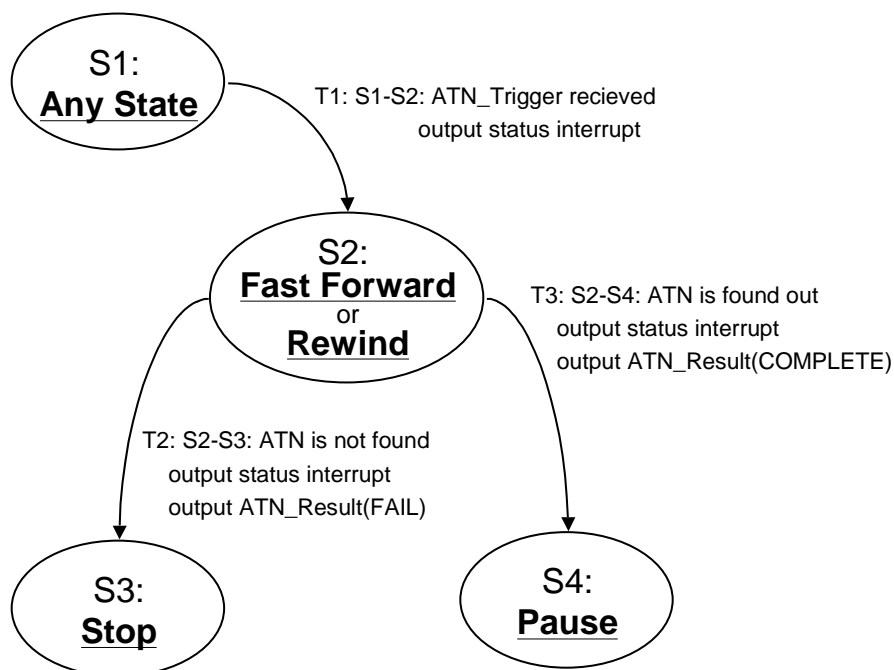 S1:
Any State
T1: S1-S2: ATN_Trigger recieved
output status interrupt
S2:
Fast Forward
or
Rewind
T3: S2-S4: ATN is found out
output status interrupt
output ATN_Result(COMPLETE)
T2: S2-S3: ATN is not found
output status interrupt
output ATN_Result(FAIL)
S3:
Stop
S4:
Pause